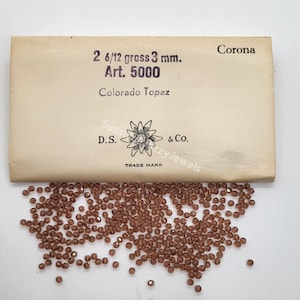 2 6/12 gross 3 mm.
Corona
Art. 5000
Colorado Topaz
D.S. & Co.
TRADE MARK